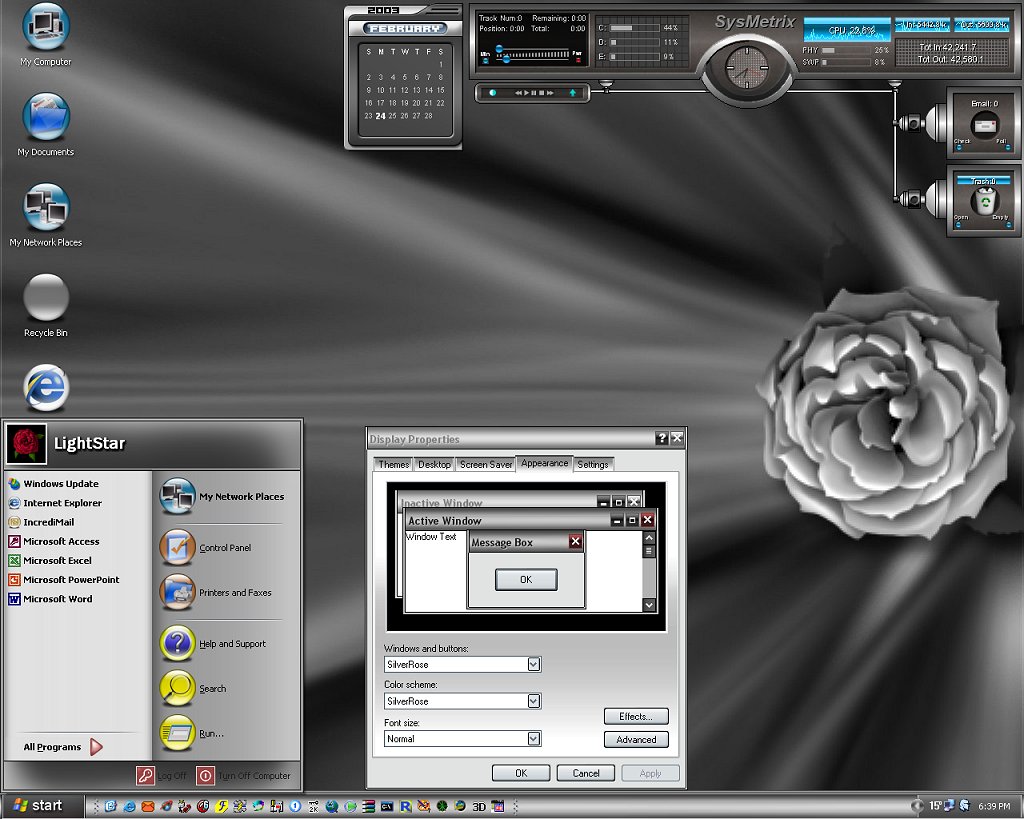 My Computer
My Documents
My Network Places
Recycle Bin
2003
FEBRUARY
S M T W T F S
1
2 3 4 5 6 7 8
9 10 11 12 13 14 15
16 17 18 19 20 21 22
23 24 25 26 27 28
Track Num:0 Remaining: 0:00
Position: 0:00 Total: 0:00
Min
Pwr
C: 44%
D: 11%
E: 9%
SysMetrix
CPU
PHY 25%
8%
Tot In:42,241.7
Tot Out: 42,580.1
Email: 0
Check Poll
Trash:0
Open Empty
LightStar
Windows Update
Internet Explorer
IncrediMail
Microsoft Access
Microsoft Excel
Microsoft PowerPoint
Microsoft Word
All Programs
My Network Places
Control Panel
Printers and Faxes
Help and Support
Search
Run...
Log Off
Turn Off Computer
Display Properties
Themes Desktop Screen Saver Appearance Settings
Inactive Window
Active Window
Window Text
Message Box
OK
Windows and buttons:
SilverRose
Color scheme:
SilverRose
Font size:
Normal
Effects...
Advanced
OK Cancel Apply
start
3D
15°
6:39 PM